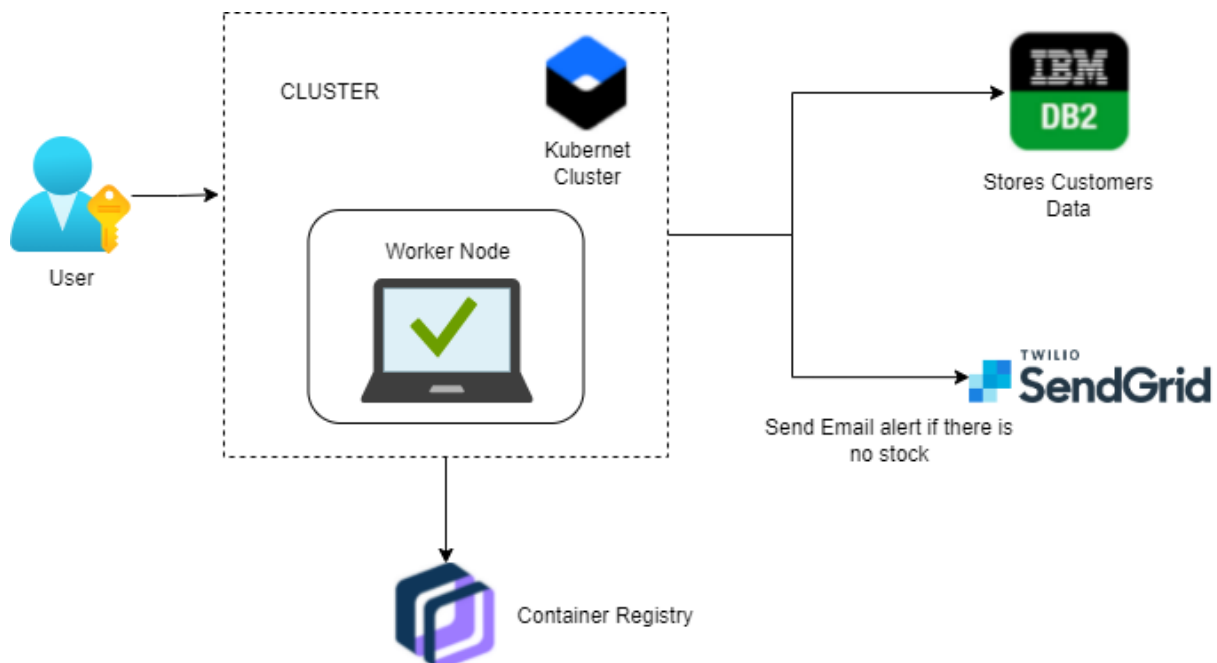 CLUSTER
Kubernet
Cluster
Worker Node
User
IBM
DB2
Stores Customers
Data
TWILIO
SendGrid
Send Email alert if there is
no stock
Container Registry